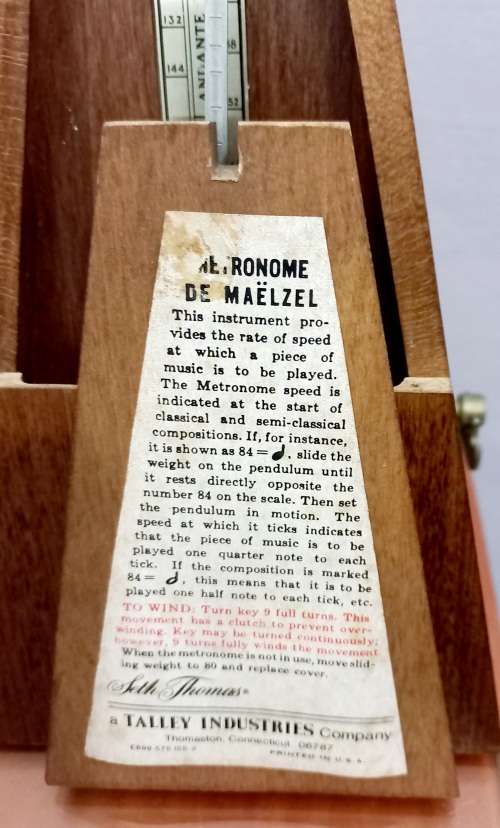 132
144
ANDANTE
88
52
METRONOME
DE MAËLZEL
This instrument pro-
vides the rate of speed
at which a piece of
music is to be played.
The Metronome speed is
indicated at the start of
classical and semi-classical
compositions. If, for instance,
it is shown as 84 = ♩. slide the
weight on the pendulum until
it rests directly opposite the
number 84 on the scale. Then set
the pendulum in motion. The
speed at which it ticks indicates
that the piece of music is to be
played one quarter note to each
tick. If the composition is marked
84 = 𝅗𝅥, this means that it is to be
played one half note to each tick, etc.
TO WIND: Turn key 9 full turns. This
movement has a clutch to prevent over-
winding. Key may be turned continuously;
however, 9 turns fully winds the movement
When the metronome is not in use, move slid-
ing weight to 80 and replace cover.
Seth Thomas®
a TALLEY INDUSTRIES Company
Thomaston, Connecticut 06787
PRINTED IN U.S.A.